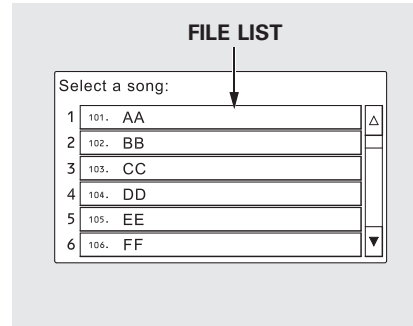 FILE LIST
Select a song:
1 101. AA
2 102. BB
3 103. CC
4 104. DD
5 105. EE
6 106. FF